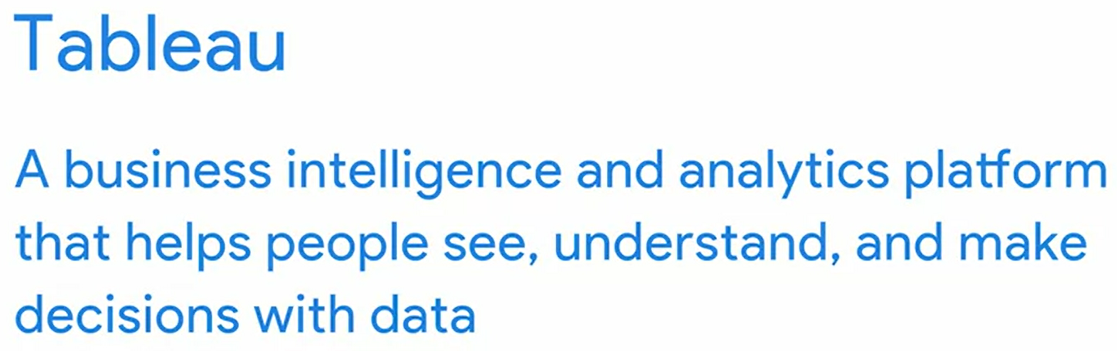 Tableau
A business intelligence and analytics platform
that helps people see, understand, and make
decisions with data